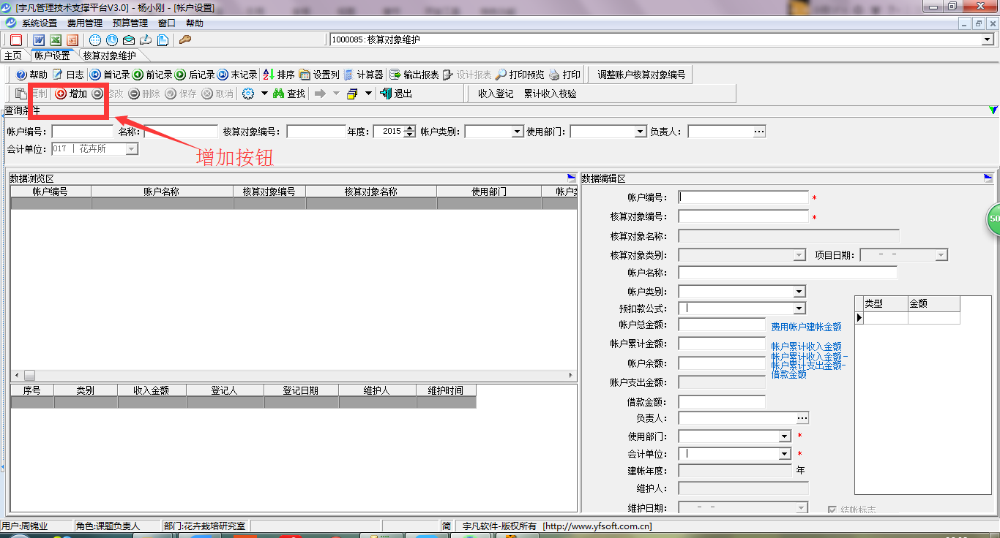 [宇凡管理技术支撑平台V3.0] - 杨小刚 - [帐户设置]
系统设置 费用管理 预算管理 窗口 帮助
1000085:核算对象维护
主页 帐户设置 核算对象维护
帮助 日志 首记录 前记录 后记录 末记录 排序 设置列 计算器 输出报表 设计报表 打印预览 打印 调整账户核算对象编号
复制 增加 修改 删除 保存 取消 查找 退出 收入登记 累计收入校验
查询条件
帐户编号: 名称: 核算对象编号: 年度: 2015 帐户类别: 使用部门: 负责人: ...
会计单位: 017 | 花卉所
增加按钮
数据浏览区
帐户编号 账户名称 核算对象编号 核算对象名称 使用部门 帐户类
序号 类别 收入金额 登记人 登记日期 维护人 维护时间
数据编辑区
帐户编号: *
核算对象编号: *
核算对象名称:
核算对象类别: 项目日期: - -
帐户名称:
帐户类别:
预扣款公式: |
帐户总金额: 费用帐户建帐金额
帐户累计金额: 帐户累计收入金额
帐户余额: 帐户累计收入金额-
帐户累计支出金额-
借款金额
账户支出金额:
借款金额:
负责人: ...
使用部门: *
会计单位: | *
建帐年度: 年
维护人:
维护日期: - - 结帐标志
类型 金额
50
用户:周锦业 角色:课题负责人 部门:花卉栽培研究室 简 宇凡软件-版权所有 [http://www.yfsoft.com.cn]